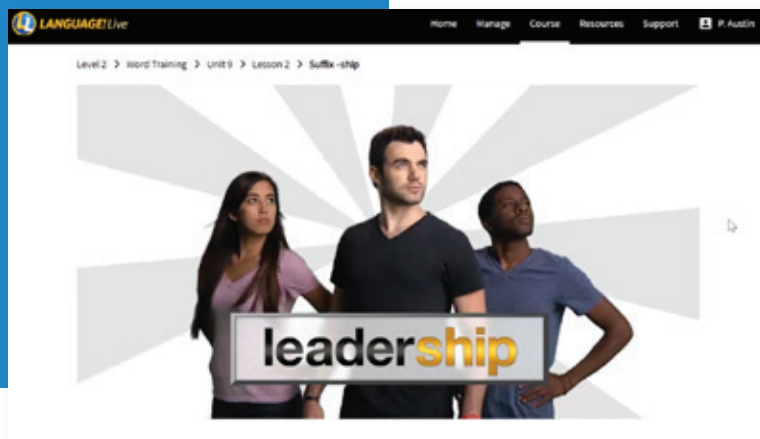 LANGUAGE! Live
Home Manage Course Resources Support P. Austin
Level 2 > Word Training > Unit 9 > Lesson 2 > Suffix -ship
leadership